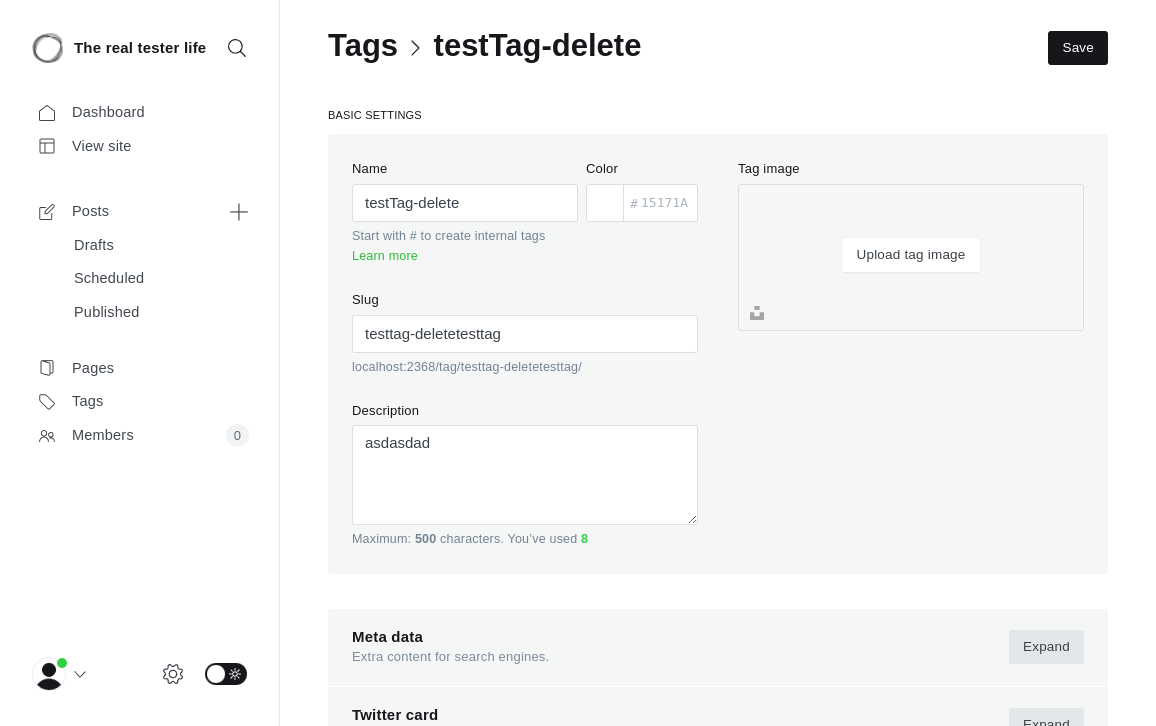 The real tester life
Dashboard
View site
Posts
Drafts
Scheduled
Published
Pages
Tags
Members
0
Tags
testTag-delete
Save
BASIC SETTINGS
Name
testTag-delete
Start with # to create internal tags
Learn more
Color
# 15171A
Slug
testtag-deletetesttag
localhost:2368/tag/testtag-deletetesttag/
Description
asdasdad
Maximum: 500 characters. You’ve used 8
Tag image
Upload tag image
Meta data
Extra content for search engines.
Expand
Twitter card
Expand